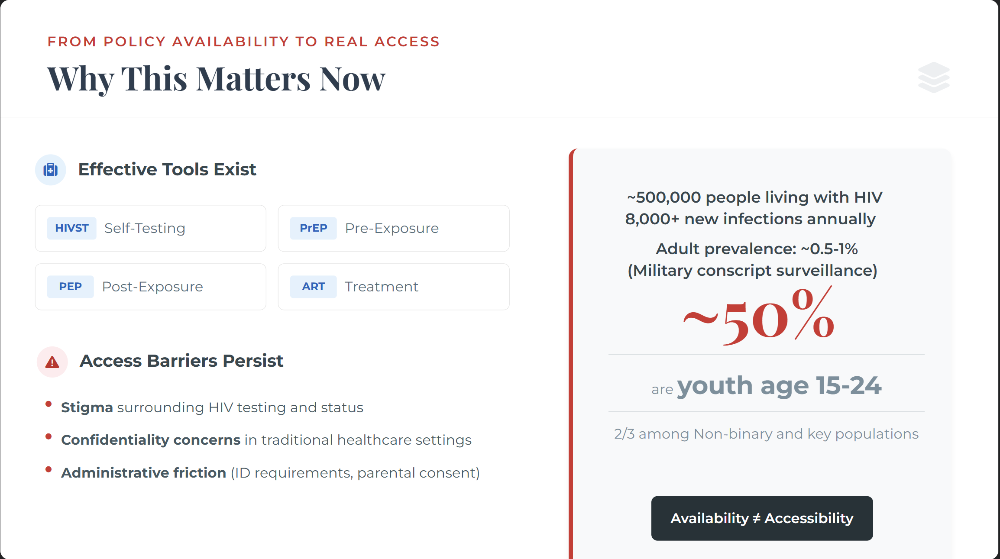 FROM POLICY AVAILABILITY TO REAL ACCESS
Why This Matters Now
Effective Tools Exist
HIVST Self-Testing
PrEP Pre-Exposure
PEP Post-Exposure
ART Treatment
Access Barriers Persist
Stigma surrounding HIV testing and status
Confidentiality concerns in traditional healthcare settings
Administrative friction (ID requirements, parental consent)
~500,000 people living with HIV
8,000+ new infections annually
Adult prevalence: ~0.5-1%
(Military conscript surveillance)
~50%
are youth age 15-24
2/3 among Non-binary and key populations
Availability ≠ Accessibility